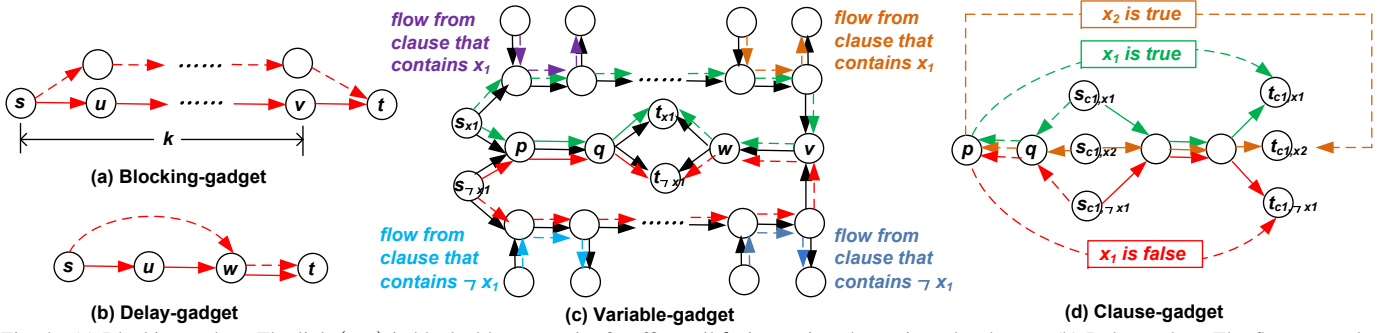 s
u
......
......
v
t
k
(a) Blocking-gadget
s
u
w
t
(b) Delay-gadget
flow from
clause that
contains x1
flow from
clause that
contains x1
......
sx1
p
q
tx1
w
v
t¬x1
s¬x1
......
flow from
clause that
contains ¬ x1
flow from
clause that
contains ¬ x1
(c) Variable-gadget
x2 is true
x1 is true
sc1,x1
tc1,x1
p
q
sc1,x2
tc1,x2
sc1,¬x1
tc1,¬x1
x1 is false
(d) Clause-gadget